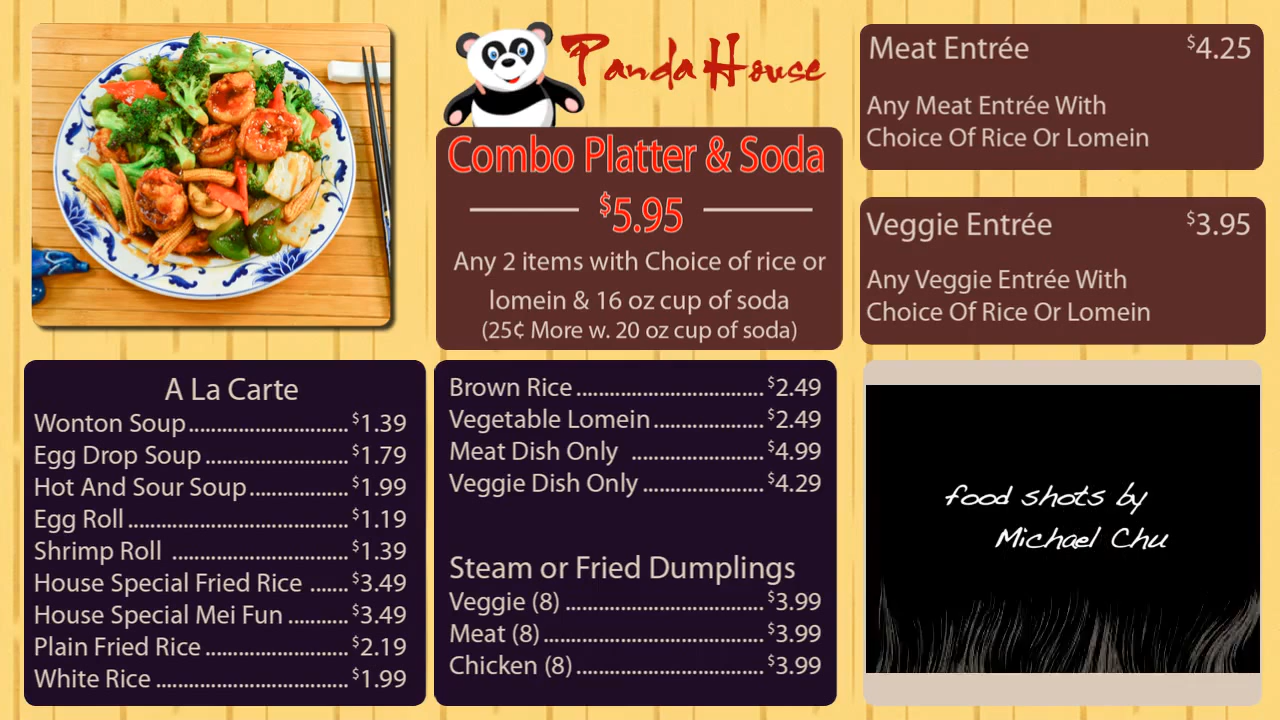 Panda House
Combo Platter & Soda
$5.95
Any 2 items with Choice of rice or
lomein & 16 oz cup of soda
(25¢ More w. 20 oz cup of soda)
Meat Entrée $4.25
Any Meat Entrée With
Choice Of Rice Or Lomein
Veggie Entrée $3.95
Any Veggie Entrée With
Choice Of Rice Or Lomein
A La Carte
Wonton Soup ............................ $1.39
Egg Drop Soup ......................... $1.79
Hot And Sour Soup ................. $1.99
Egg Roll ...................................... $1.19
Shrimp Roll .............................. $1.39
House Special Fried Rice ....... $3.49
House Special Mei Fun ........... $3.49
Plain Fried Rice ......................... $2.19
White Rice ................................. $1.99
Brown Rice ................................ $2.49
Vegetable Lomein ................... $2.49
Meat Dish Only ....................... $4.99
Veggie Dish Only ..................... $4.29
Steam or Fried Dumplings
Veggie (8) .................................. $3.99
Meat (8) ...................................... $3.99
Chicken (8) ................................ $3.99
food shots by
Michael Chu